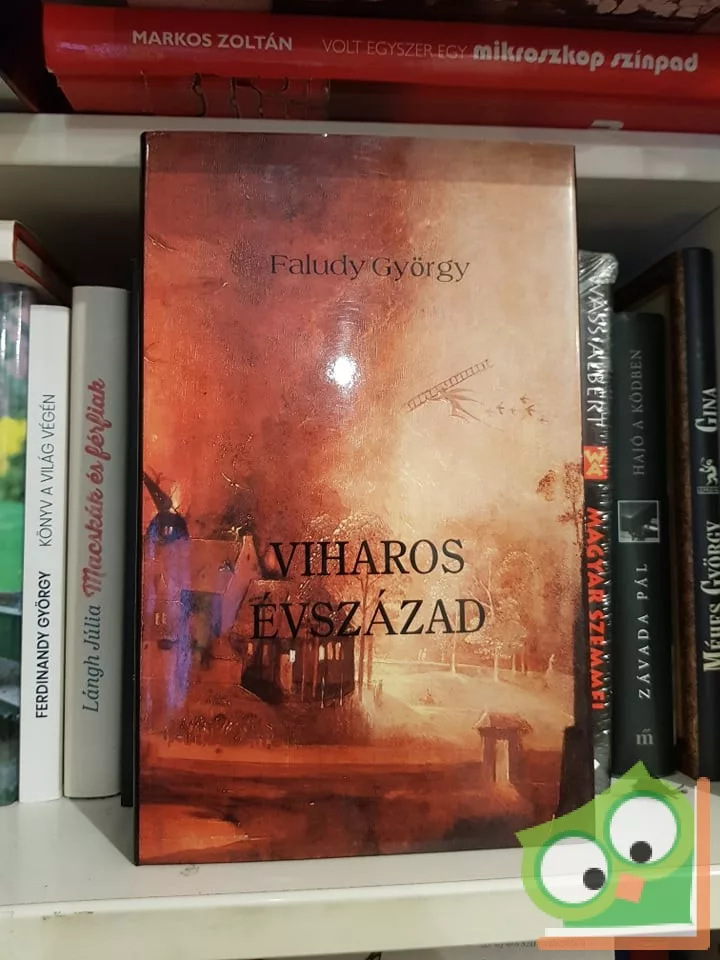 MARKOS ZOLTÁN VOLT EGYSZER EGY mikroszkop színpad
Faludy György
VIHAROS
ÉVSZÁZAD
FERDINANDY GYÖRGY KÖNYV A VILÁG VÉGÉN
Lángh Júlia Macskák és férfiak
MAGYAR SZEMMEL
ZÁVADA PÁL HAJÓ A KÖDBEN
m
MÉHES GYÖRGY GINA